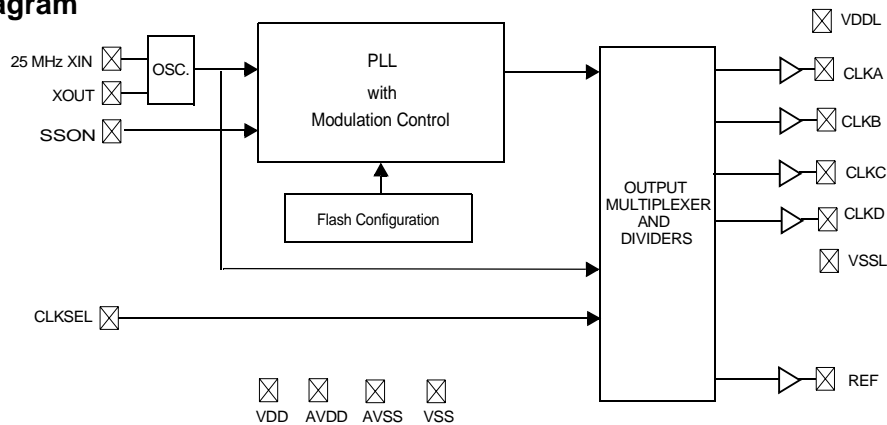 agram
25 MHz XIN
OSC.
XOUT
SSON
PLL
with
Modulation Control
Flash Configuration
CLKSEL
OUTPUT
MULTIPLEXER
AND
DIVIDERS
VDDL
CLKA
CLKB
CLKC
CLKD
VSSL
REF
VDD AVDD AVSS VSS